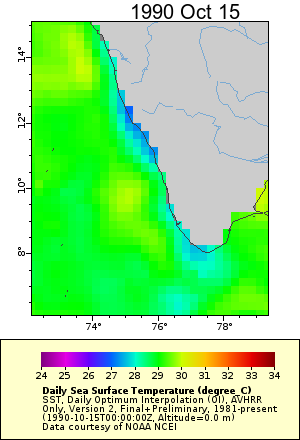 1990 Oct 15
14°
12°
10°
8°
74° 76° 78°
24 25 26 27 28 29 30 31 32 33 34
Daily Sea Surface Temperature (degree_C)
SST, Daily Optimum Interpolation (OI), AVHRR
Only, Version 2, Final+Preliminary, 1981-present
(1990-10-15T00:00:00Z, Altitude=0.0 m)
Data courtesy of NOAA NCEI